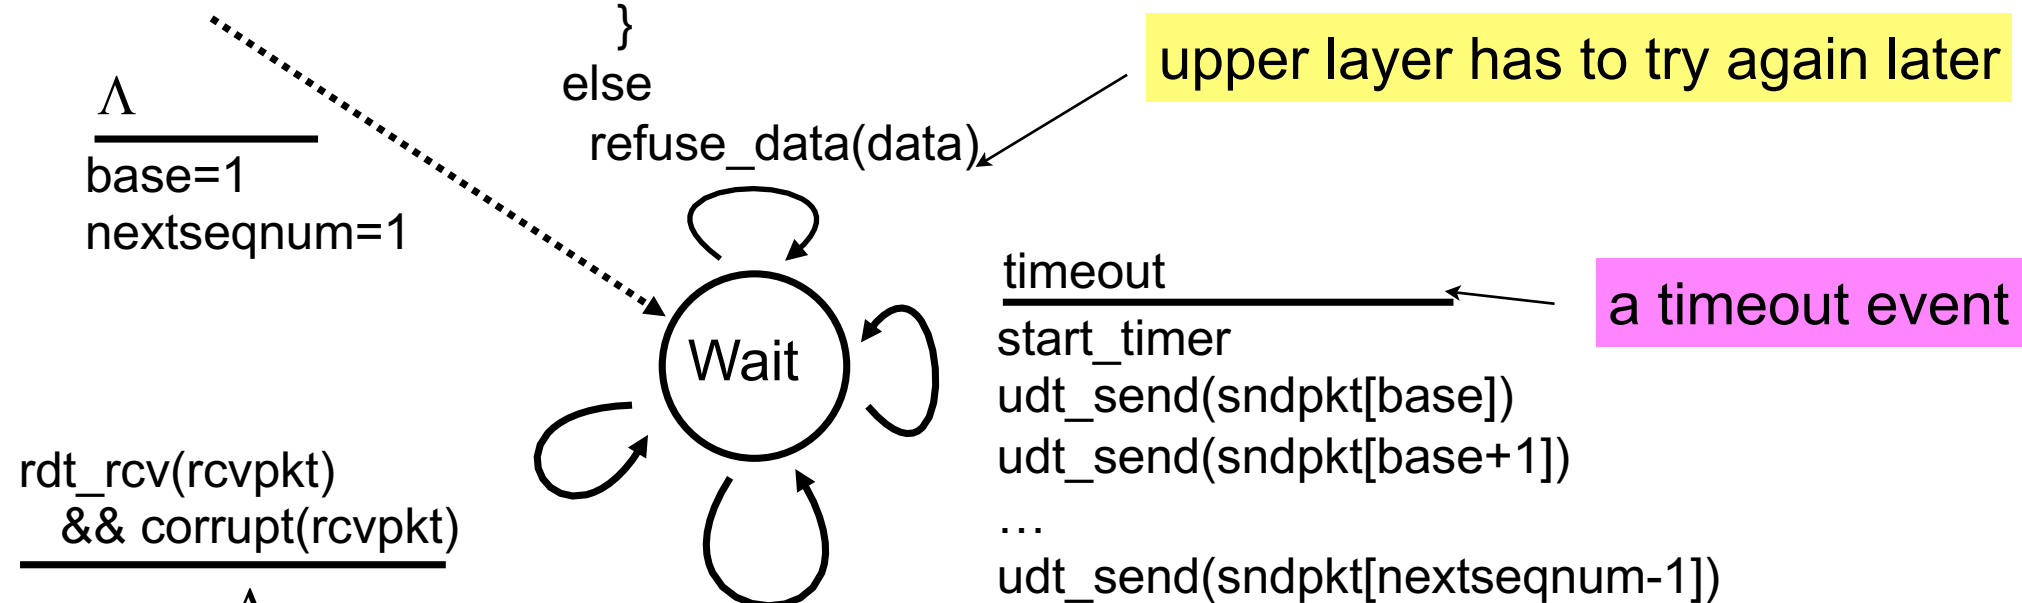 }
else
refuse_data(data)
upper layer has to try again later
Λ
base=1
nextseqnum=1
Wait
timeout
a timeout event
start_timer
udt_send(sndpkt[base])
udt_send(sndpkt[base+1])
…
udt_send(sndpkt[nextseqnum-1])
rdt_rcv(rcvpkt)
&& corrupt(rcvpkt)